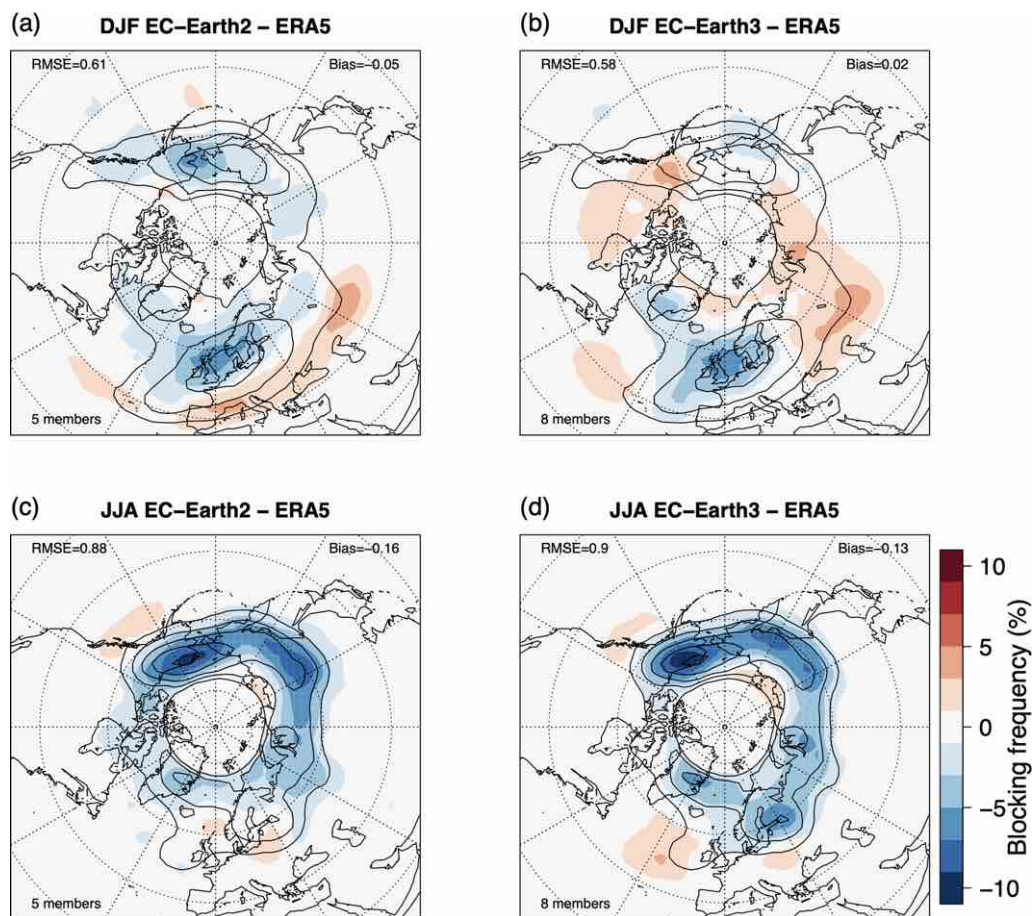 (a)
DJF EC−Earth2 − ERA5
RMSE=0.61
Bias=−0.05
5 members
(b)
DJF EC−Earth3 − ERA5
RMSE=0.58
Bias=0.02
8 members
(c)
JJA EC−Earth2 − ERA5
RMSE=0.88
Bias=−0.16
5 members
(d)
JJA EC−Earth3 − ERA5
RMSE=0.9
Bias=−0.13
8 members
10
5
0
−5
−10
Blocking frequency (%)